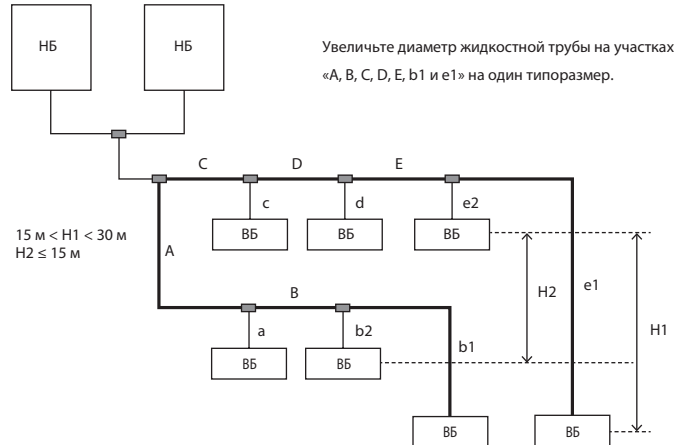 НБ
НБ
Увеличьте диаметр жидкостной трубы на участках
«A, B, C, D, E, b1 и e1» на один типоразмер.
C
D
E
c
d
e2
ВБ
ВБ
ВБ
15 м < H1 < 30 м
H2 ≤ 15 м
A
B
H2
e1
H1
a
b2
b1
ВБ
ВБ
ВБ
ВБ